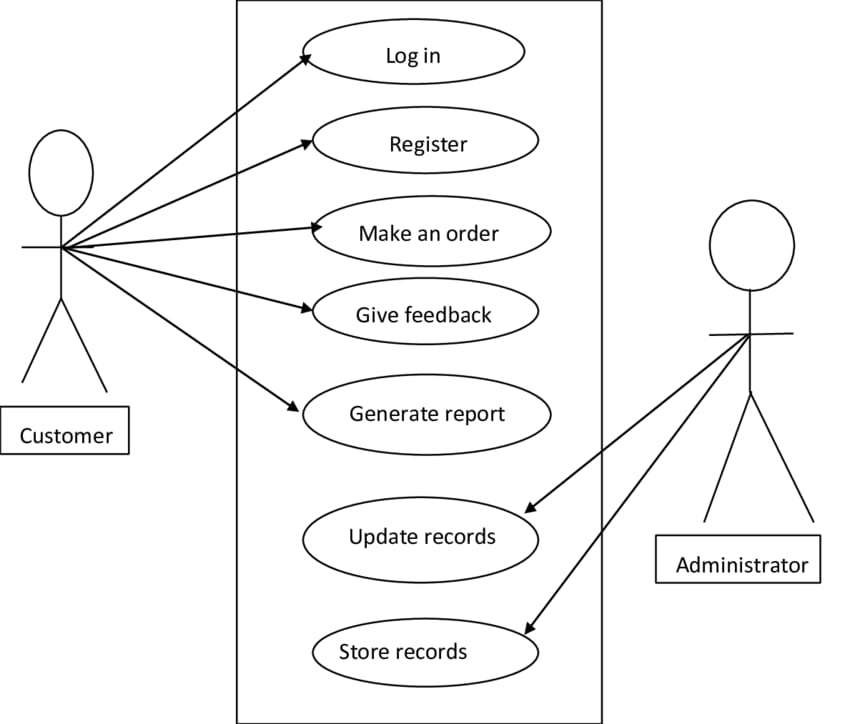 Log in
Register
Make an order
Give feedback
Generate report
Customer
Update records
Administrator
Store records